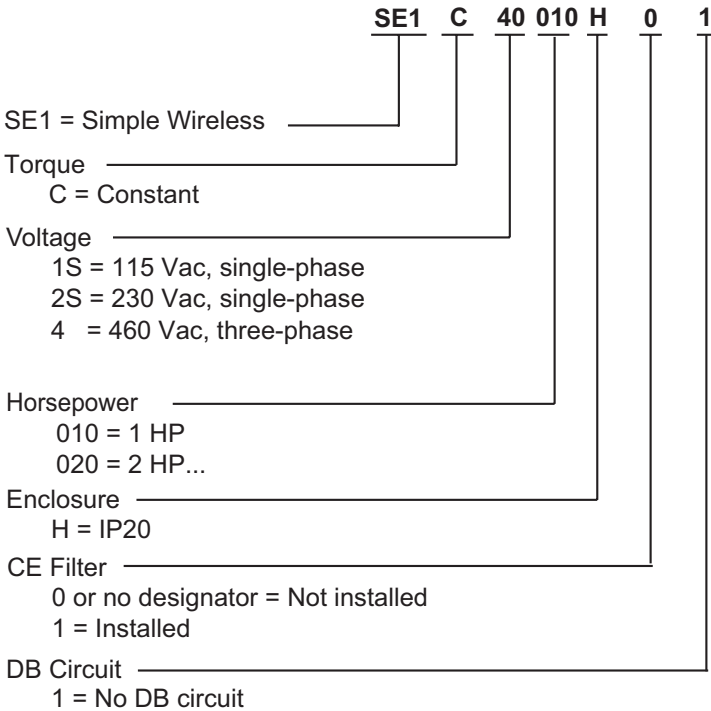 SE1 C 40 010 H 0 1
SE1 = Simple Wireless
Torque
C = Constant
Voltage
1S = 115 Vac, single-phase
2S = 230 Vac, single-phase
4 = 460 Vac, three-phase
Horsepower
010 = 1 HP
020 = 2 HP...
Enclosure
H = IP20
CE Filter
0 or no designator = Not installed
1 = Installed
DB Circuit
1 = No DB circuit